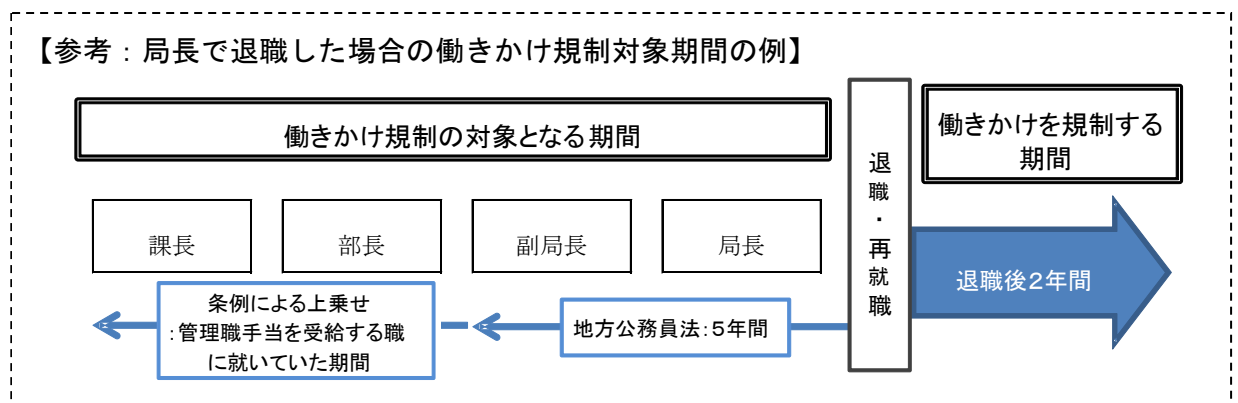 【参考：局長で退職した場合の働きかけ規制対象期間の例】
働きかけ規制の対象となる期間
退職・再就職
働きかけを規制する
期間
課長
部長
副局長
局長
条例による上乗せ
：管理職手当を受給する職
に就いていた期間
地方公務員法：５年間
退職後２年間